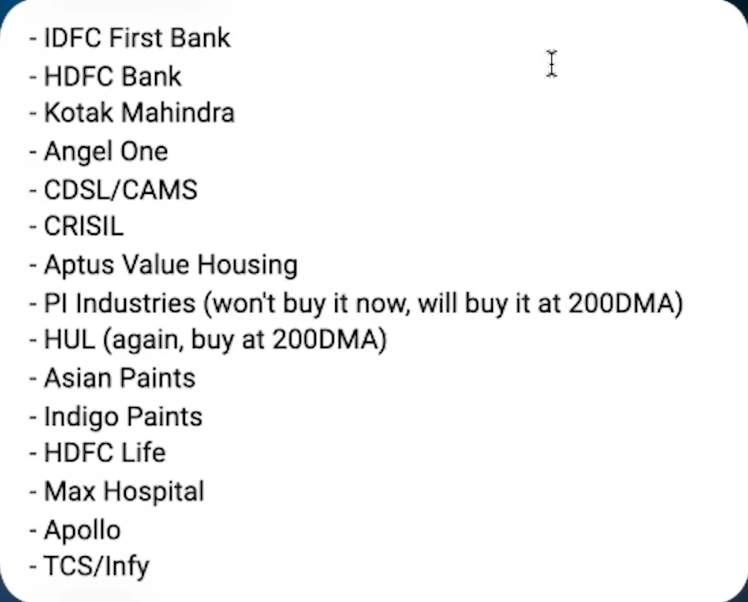 - IDFC First Bank
- HDFC Bank
- Kotak Mahindra
- Angel One
- CDSL/CAMS
- CRISIL
- Aptus Value Housing
- PI Industries (won't buy it now, will buy it at 200DMA)
- HUL (again, buy at 200DMA)
- Asian Paints
- Indigo Paints
- HDFC Life
- Max Hospital
- Apollo
- TCS/Infy